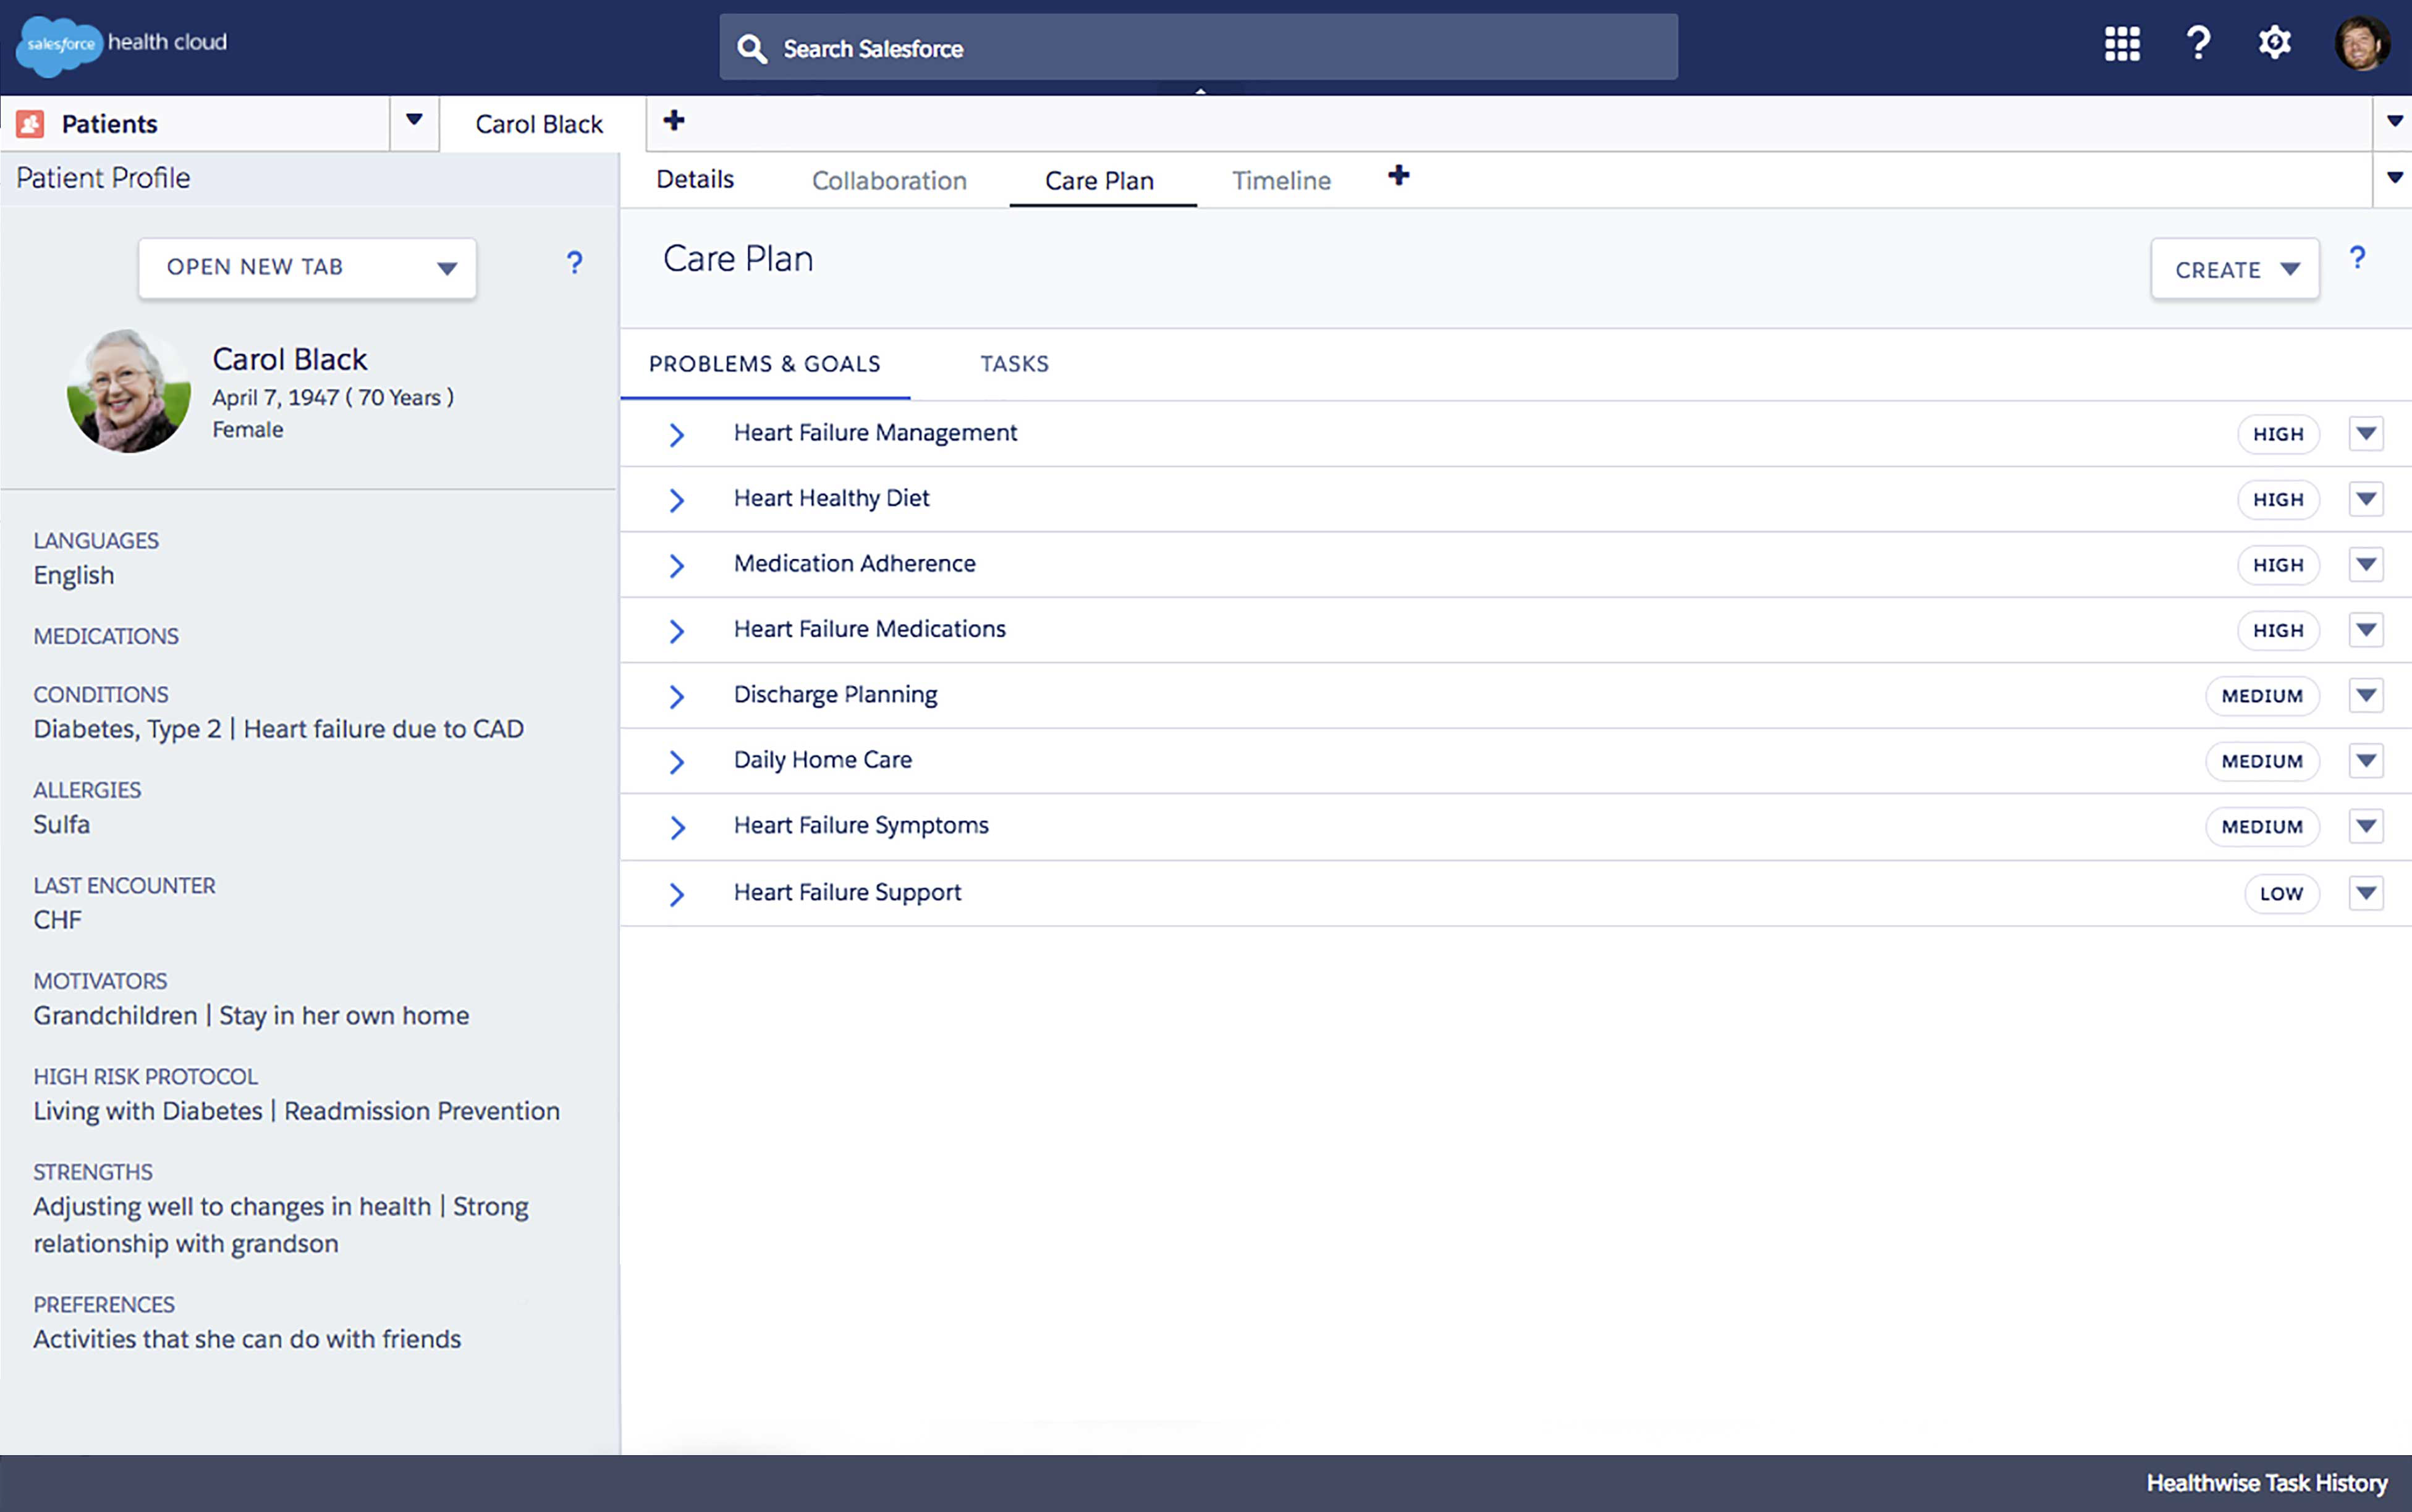 salesforce health cloud
Search Salesforce
?
Patients
Carol Black
Patient Profile
OPEN NEW TAB
?
Carol Black
April 7, 1947 ( 70 Years )
Female
LANGUAGES
English
MEDICATIONS
CONDITIONS
Diabetes, Type 2 | Heart failure due to CAD
ALLERGIES
Sulfa
LAST ENCOUNTER
CHF
MOTIVATORS
Grandchildren | Stay in her own home
HIGH RISK PROTOCOL
Living with Diabetes | Readmission Prevention
STRENGTHS
Adjusting well to changes in health | Strong
relationship with grandson
PREFERENCES
Activities that she can do with friends
Details Collaboration Care Plan Timeline
Care Plan
CREATE
?
PROBLEMS & GOALS TASKS
Heart Failure Management HIGH
Heart Healthy Diet HIGH
Medication Adherence HIGH
Heart Failure Medications HIGH
Discharge Planning MEDIUM
Daily Home Care MEDIUM
Heart Failure Symptoms MEDIUM
Heart Failure Support LOW
Healthwise Task History